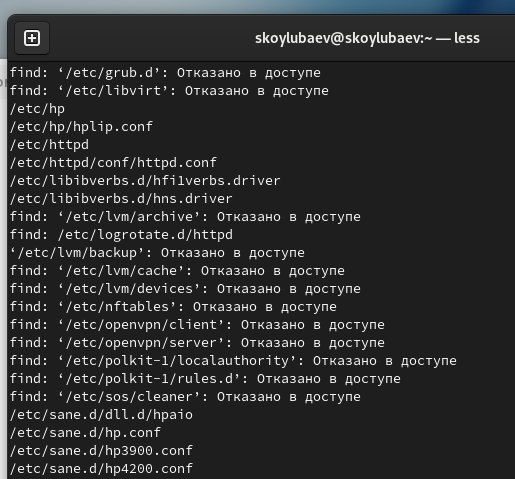 skoylubaev@skoylubaev:~ — less
find: ‘/etc/grub.d’: Отказано в доступе
find: ‘/etc/libvirt’: Отказано в доступе
/etc/hp
/etc/hp/hplip.conf
/etc/httpd
/etc/httpd/conf/httpd.conf
/etc/libibverbs.d/hfi1verbs.driver
/etc/libibverbs.d/hns.driver
find: ‘/etc/lvm/archive’: Отказано в доступе
find: /etc/logrotate.d/httpd
‘/etc/lvm/backup’: Отказано в доступе
find: ‘/etc/lvm/cache’: Отказано в доступе
find: ‘/etc/lvm/devices’: Отказано в доступе
find: ‘/etc/nftables’: Отказано в доступе
find: ‘/etc/openvpn/client’: Отказано в доступе
find: ‘/etc/openvpn/server’: Отказано в доступе
find: ‘/etc/polkit-1/localauthority’: Отказано в доступе
find: ‘/etc/polkit-1/rules.d’: Отказано в доступе
find: ‘/etc/sos/cleaner’: Отказано в доступе
/etc/sane.d/dll.d/hpaio
/etc/sane.d/hp.conf
/etc/sane.d/hp3900.conf
/etc/sane.d/hp4200.conf